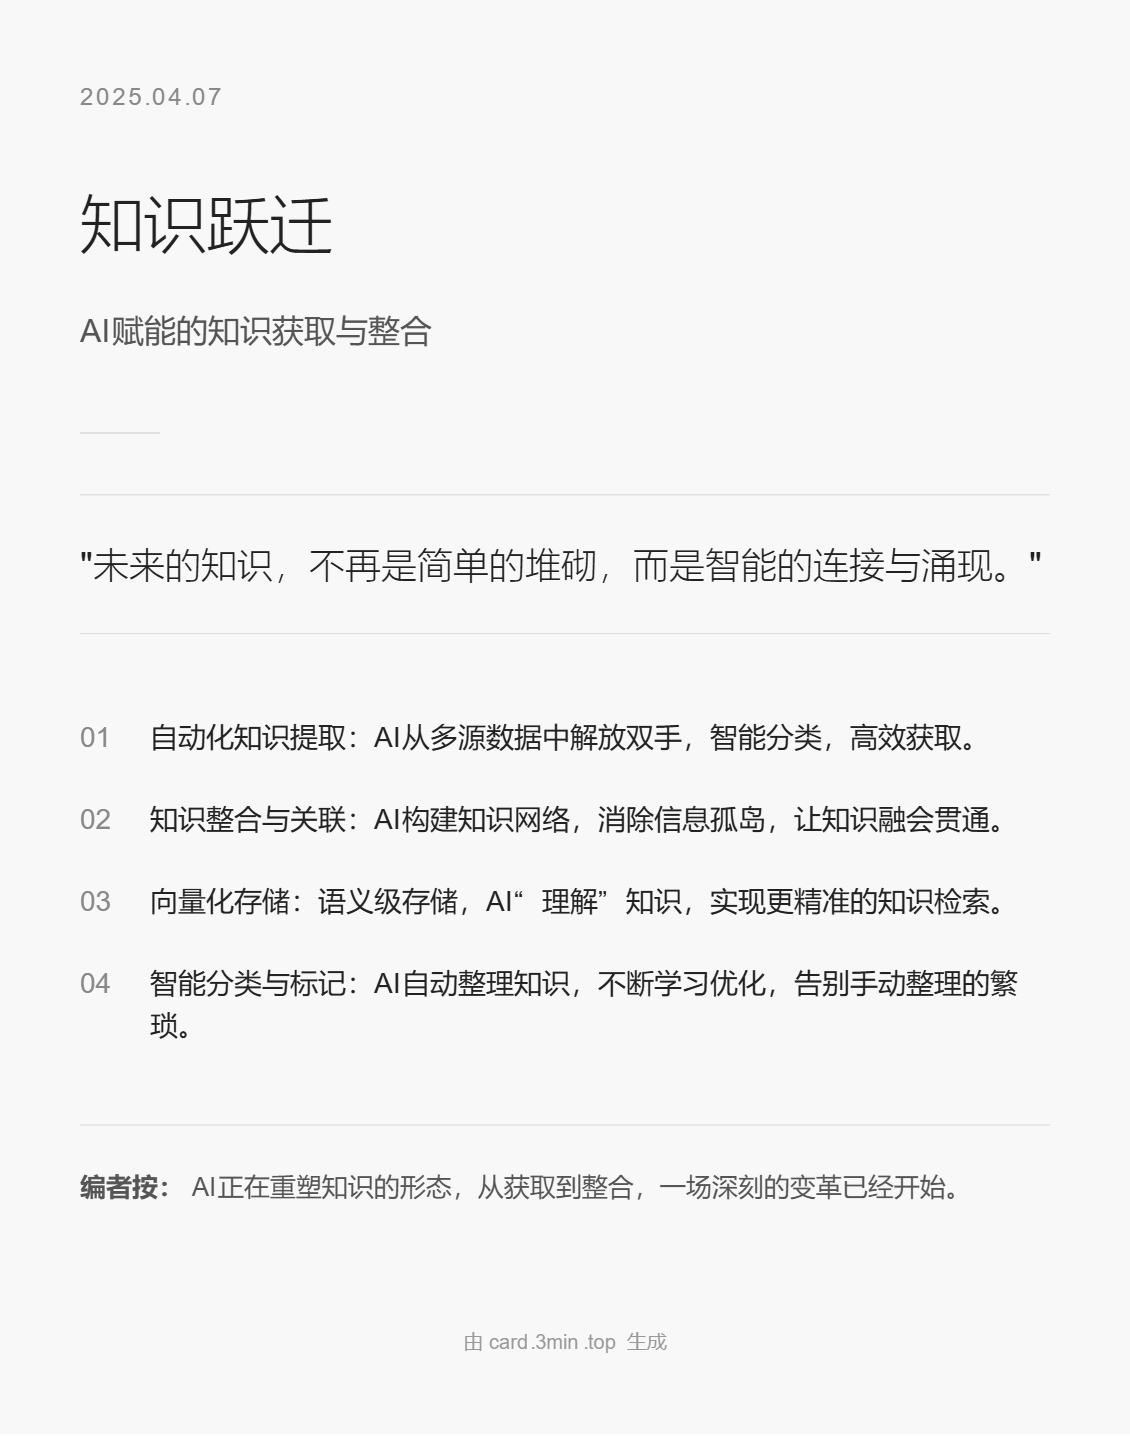 2025.04.07
知识跃迁
AI赋能的知识获取与整合
"未来的知识，不再是简单的堆砌，而是智能的连接与涌现。"
01 自动化知识提取：AI从多源数据中解放双手，智能分类，高效获取。
02 知识整合与关联：AI构建知识网络，消除信息孤岛，让知识融会贯通。
03 向量化存储：语义级存储，AI“理解”知识，实现更精准的知识检索。
04 智能分类与标记：AI自动整理知识，不断学习优化，告别手动整理的繁
琐。
编者按： AI正在重塑知识的形态，从获取到整合，一场深刻的变革已经开始。
由 card.3min .top 生成